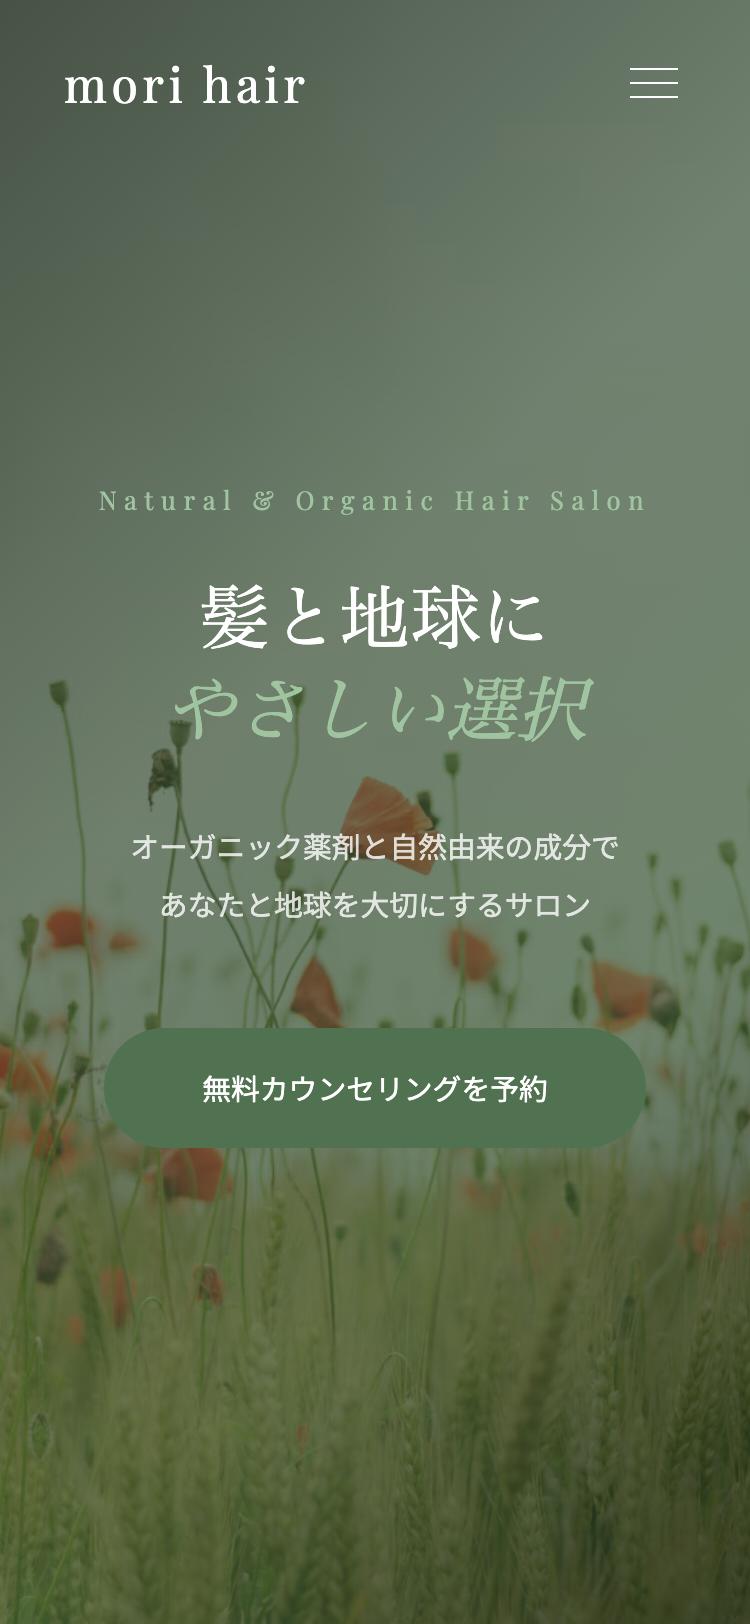 mori hair
Natural & Organic Hair Salon
髪と地球に
やさしい選択
オーガニック薬剤と自然由来の成分で
あなたと地球を大切にするサロン
無料カウンセリングを予約